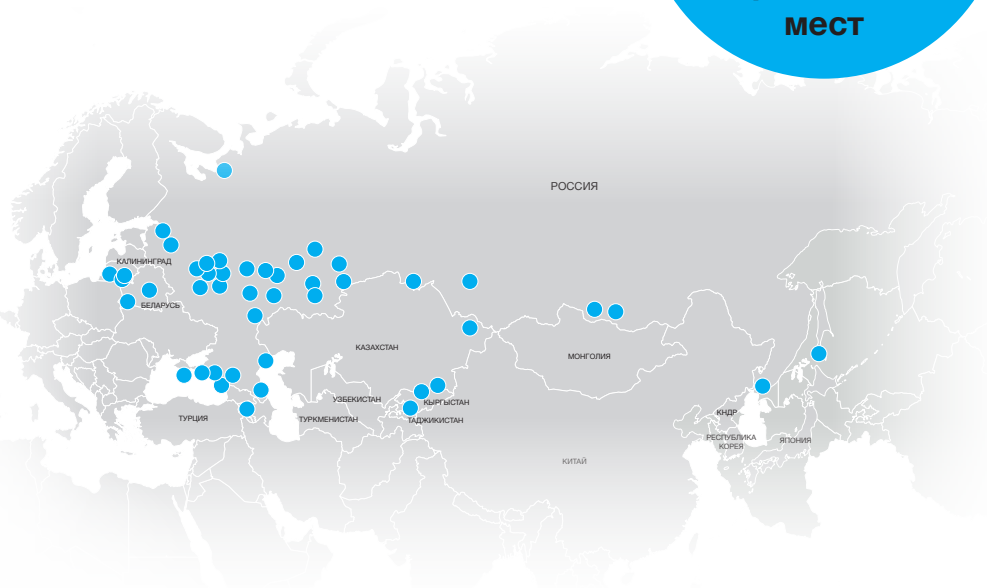 мест
РОССИЯ
КАЛИНИНГРАД
БЕЛАРУСЬ
КАЗАХСТАН
МОНГОЛИЯ
УЗБЕКИСТАН
КЫРГЫСТАН
ТУРЦИЯ
ТУРКМЕНИСТАН
ТАДЖИКИСТАН
КНДР
РЕСПУБЛИКА
КОРЕЯ
ЯПОНИЯ
КИТАЙ